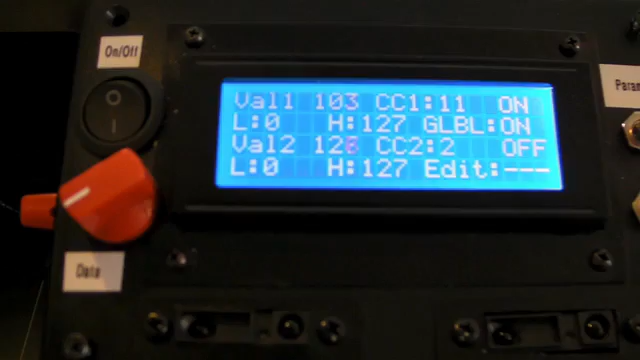 On/Off
Val1 103 CC1:11 ON
L:0 H:127 GLBL:ON
Val2 126 CC2:2 OFF
L:0 H:127 Edit:---
Data